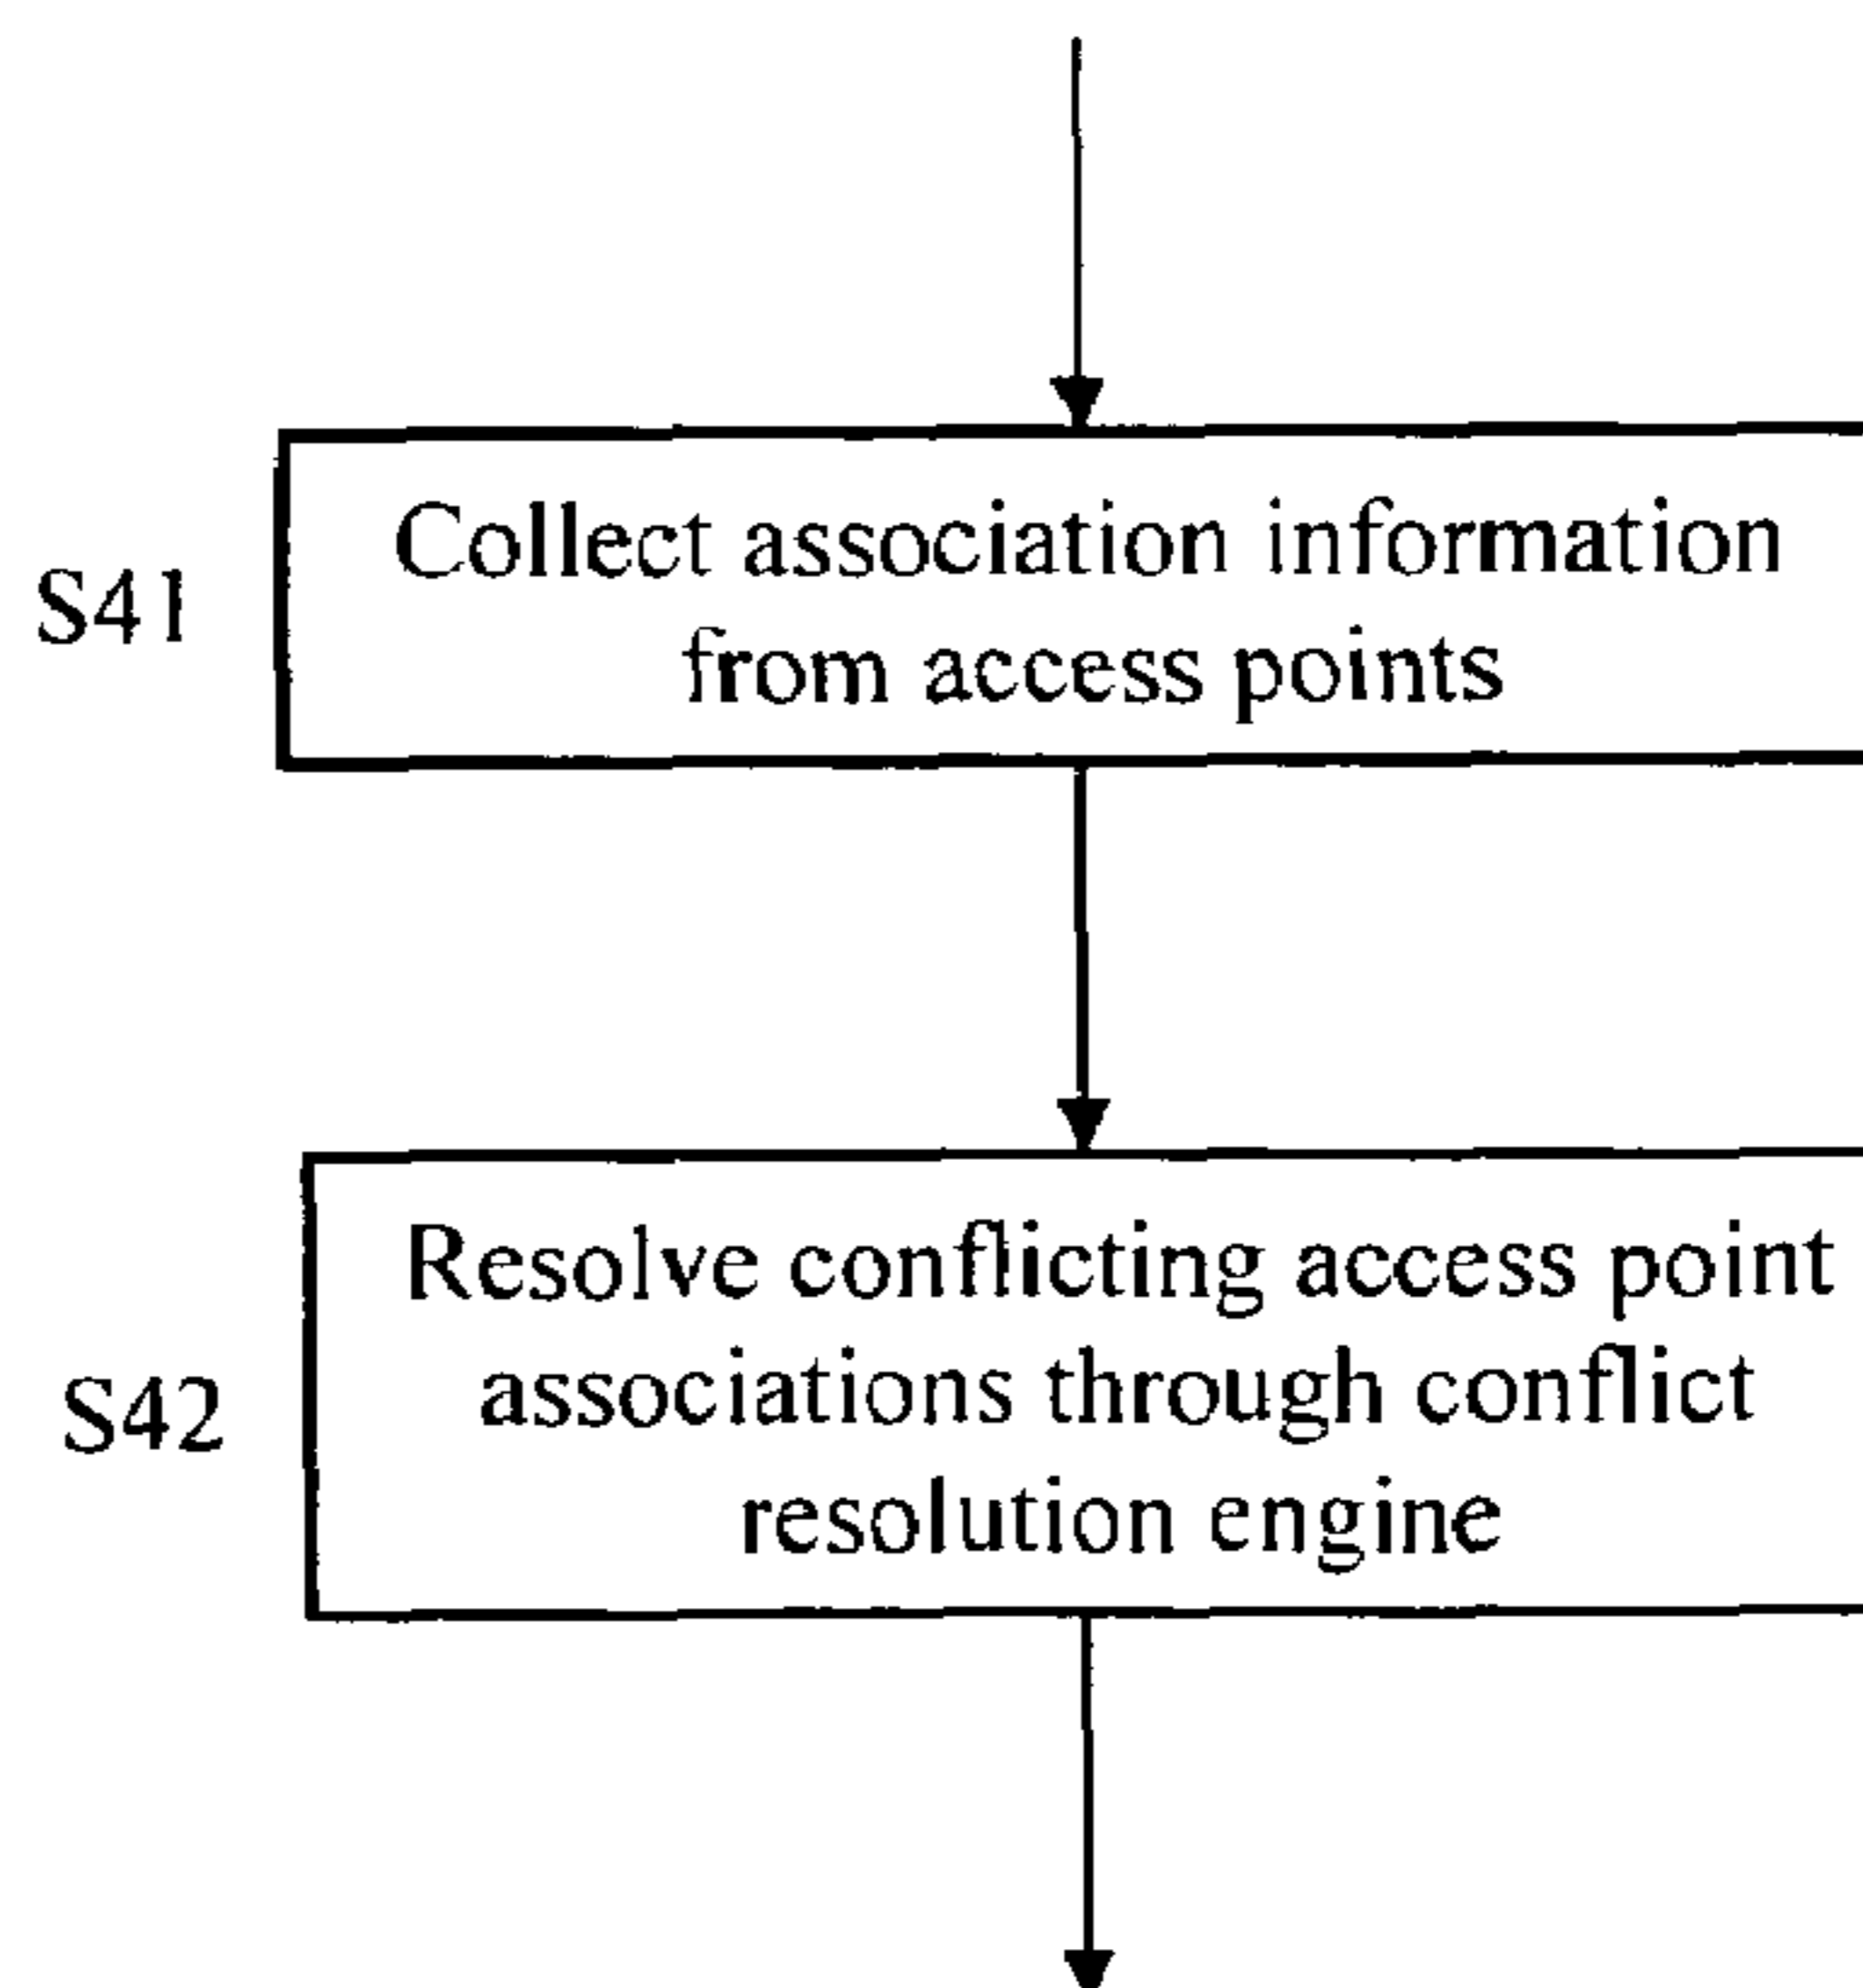 Collect association information
S41
from access points
Resolve conflicting access point
associations through conflict
S42
resolution engine